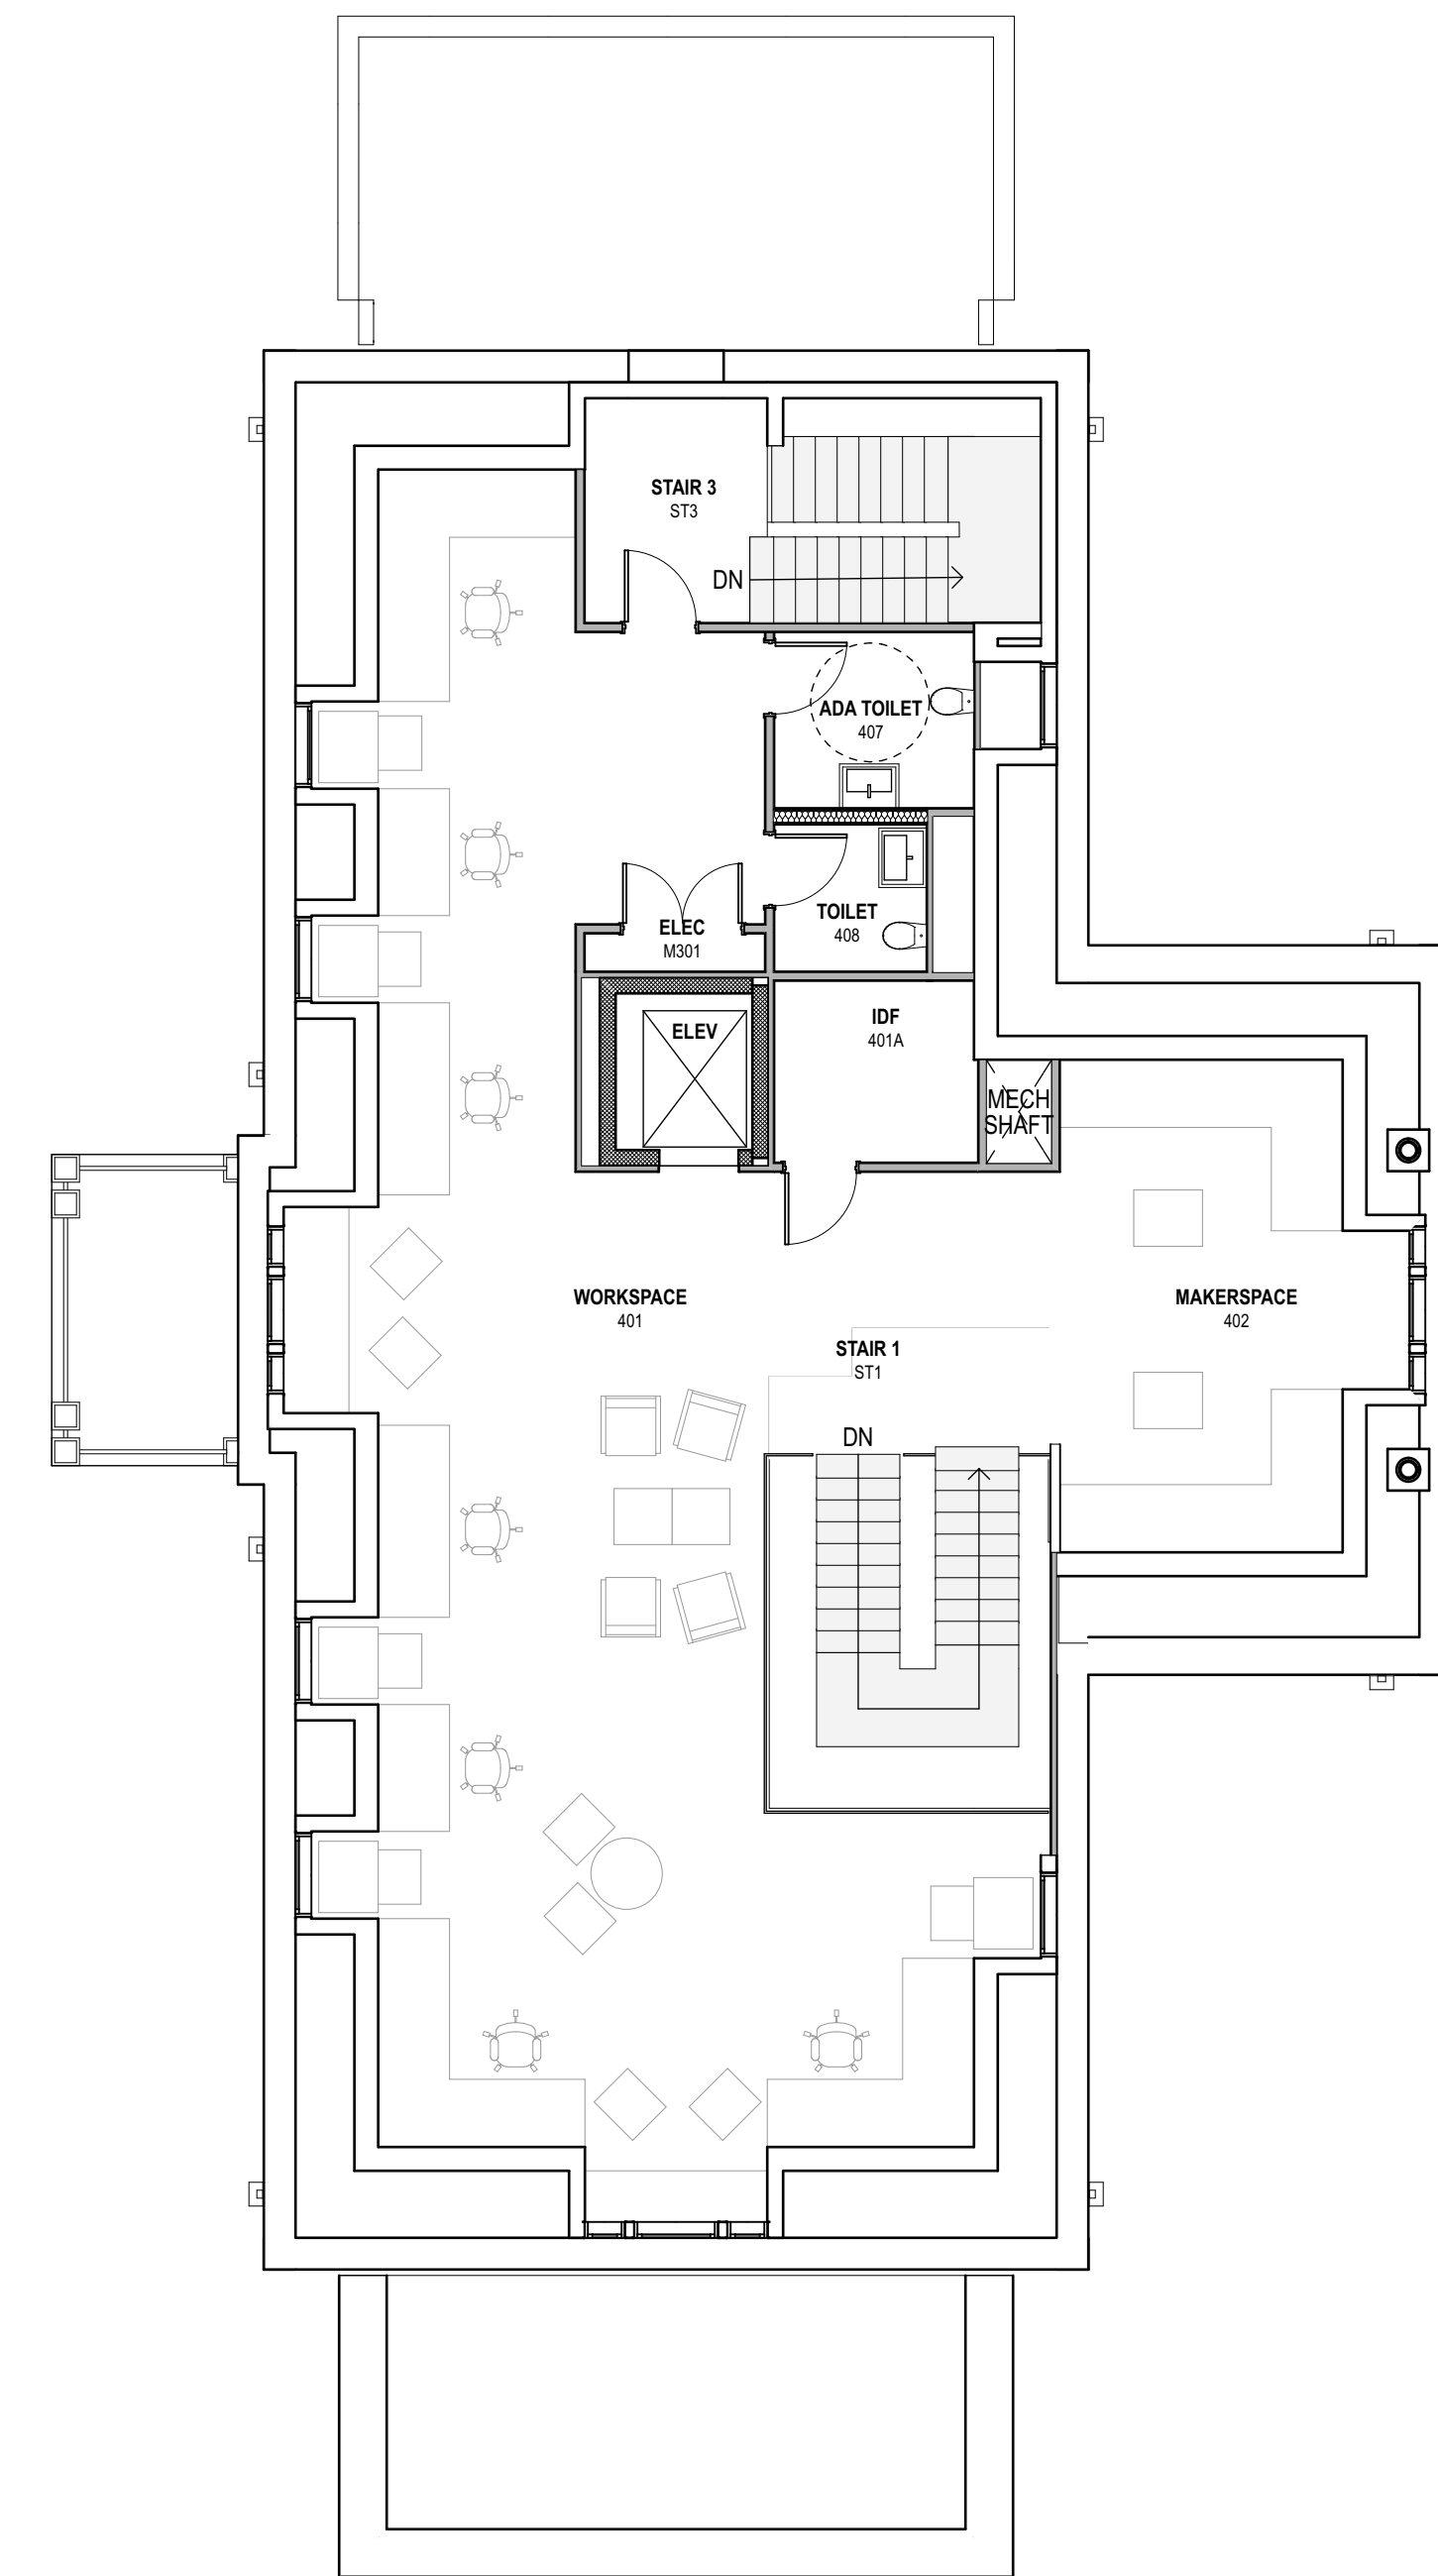 STAIR 3
ST3
DN
ADA TOILET
407
TOILET
408
ELEC
M301
ELEV
IDF
401A
MECH
SHAFT
WORKSPACE
401
MAKERSPACE
402
STAIR 1
ST1
DN